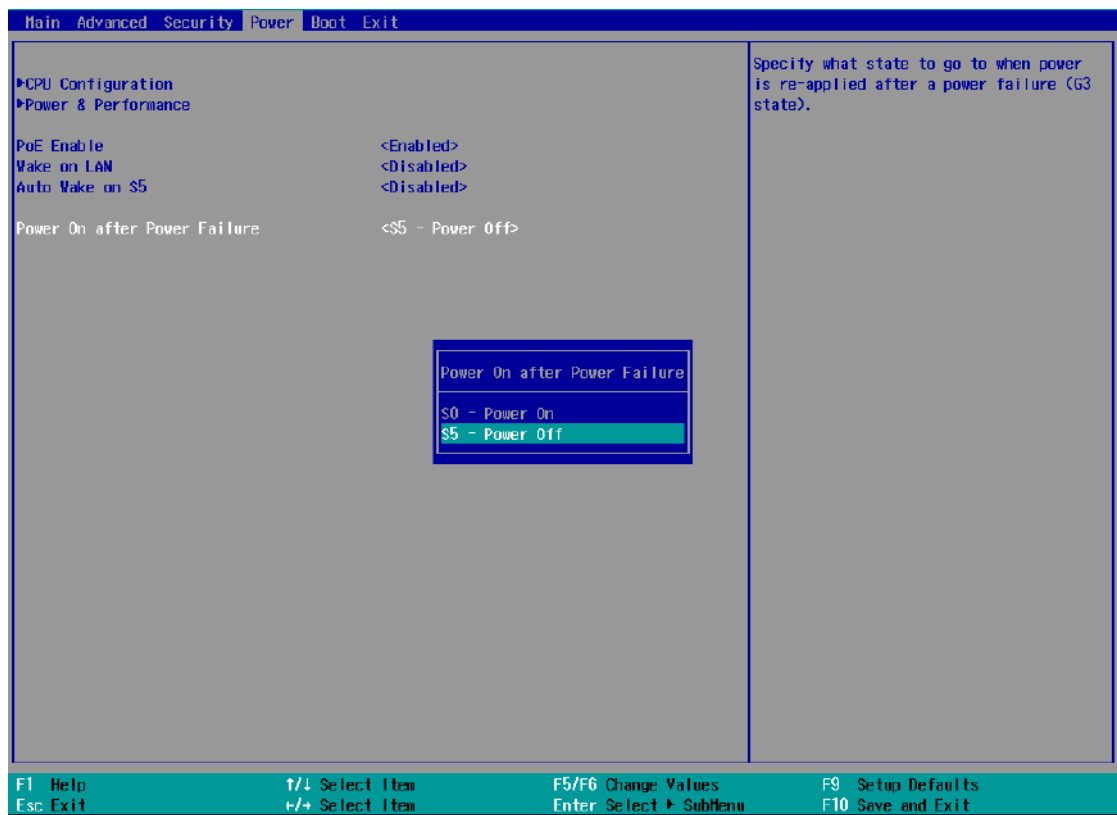 Main Advanced Security Power Boot Exit
Specify what state to go to when power
is re-applied after a power failure (G3
state).
▶CPU Configuration
▶Power & Performance
PoE Enable <Enabled>
Wake on LAN <Disabled>
Auto Wake on S5 <Disabled>
Power On after Power Failure <S5 - Power Off>
Power On after Power Failure
S0 - Power On
S5 - Power Off
F1 Help ↑/↓ Select Item F5/F6 Change Values F9 Setup Defaults
Esc Exit ←/→ Select Item Enter Select ▶ SubMenu F10 Save and Exit